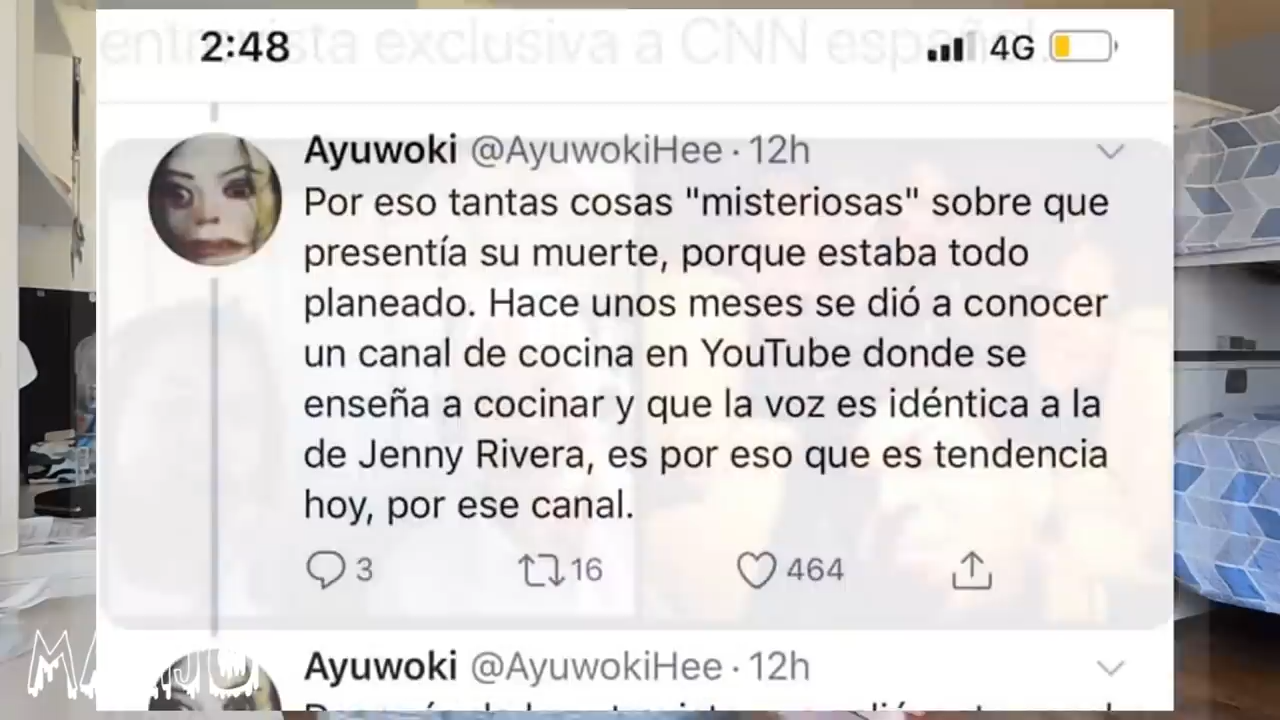 entrevista exclusiva a CNN español.
2:48
4G
Ayuwoki @AyuwokiHee · 12h
Por eso tantas cosas "misteriosas" sobre que
presentía su muerte, porque estaba todo
planeado. Hace unos meses se dió a conocer
un canal de cocina en YouTube donde se
enseña a cocinar y que la voz es idéntica a la
de Jenny Rivera, es por eso que es tendencia
hoy, por ese canal.
3 16 464
Ayuwoki @AyuwokiHee · 12h